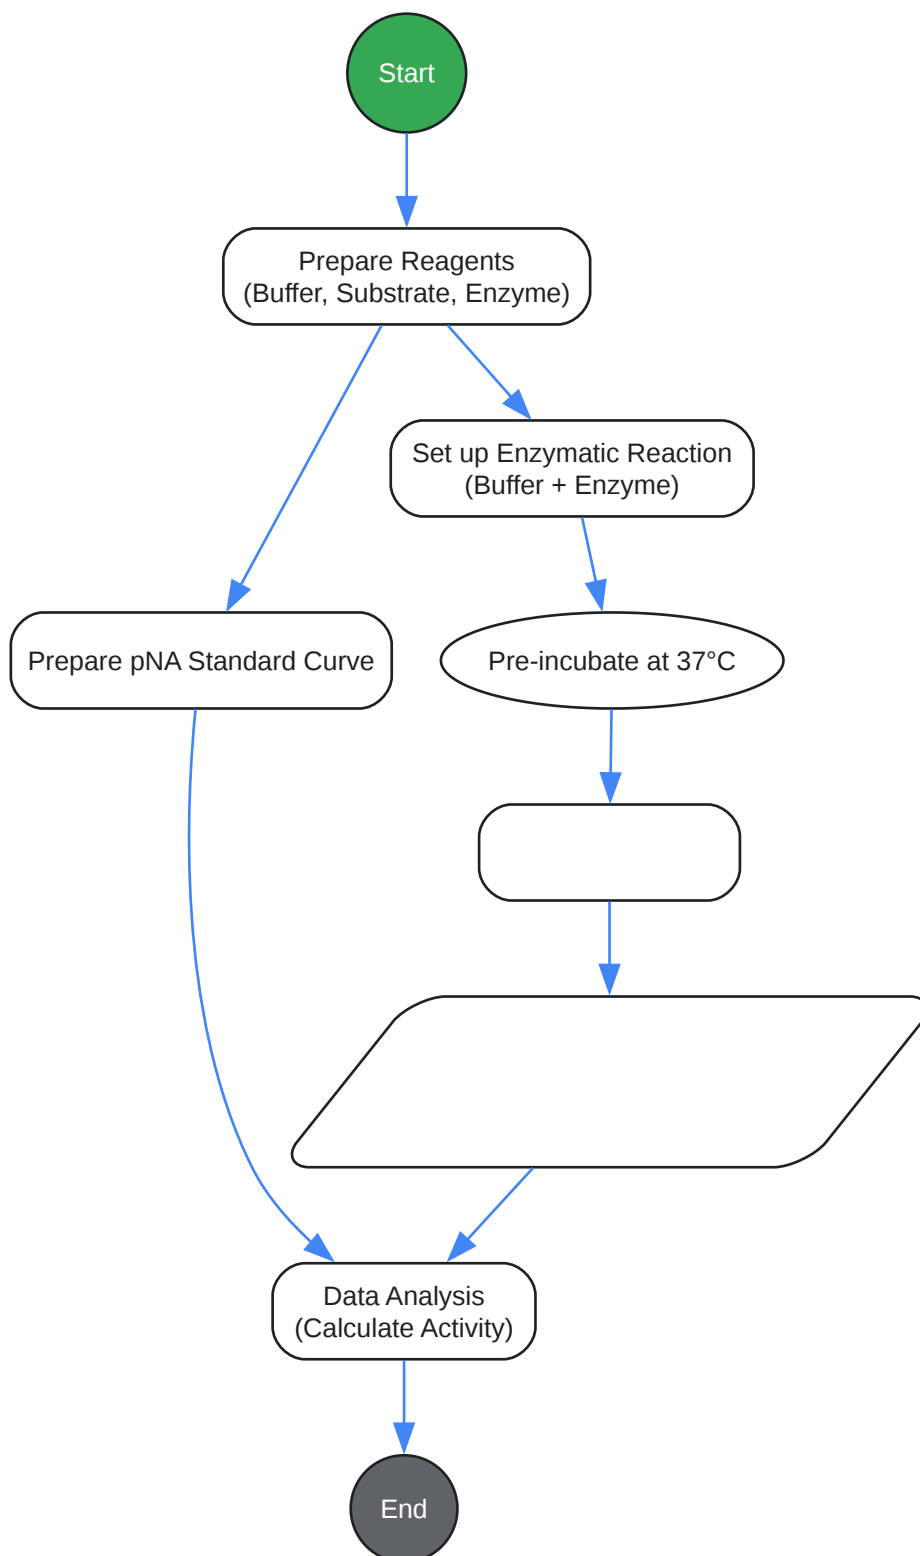 Start
Prepare Reagents
(Buffer, Substrate, Enzyme)
Set up Enzymatic Reaction
(Buffer + Enzyme)
Prepare pNA Standard Curve
Pre-incubate at 37°C
Data Analysis
(Calculate Activity)
End